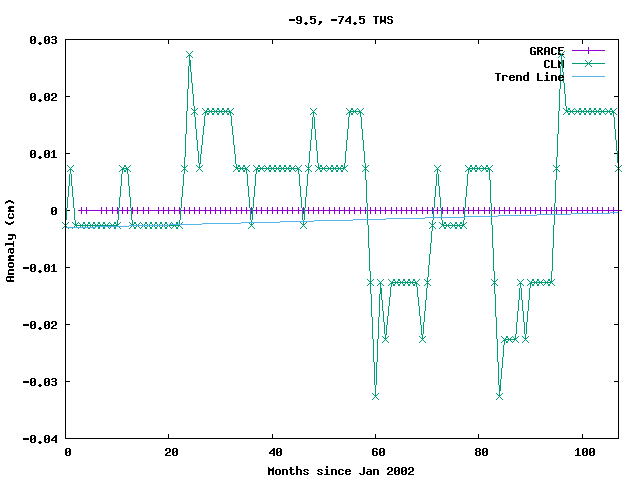 -9.5, -74.5 TWS
0.03
0.02
0.01
0
-0.01
-0.02
-0.03
-0.04
Anomaly (cm)
GRACE
CLM
Trend Line
0 20 40 60 80 100
Months since Jan 2002